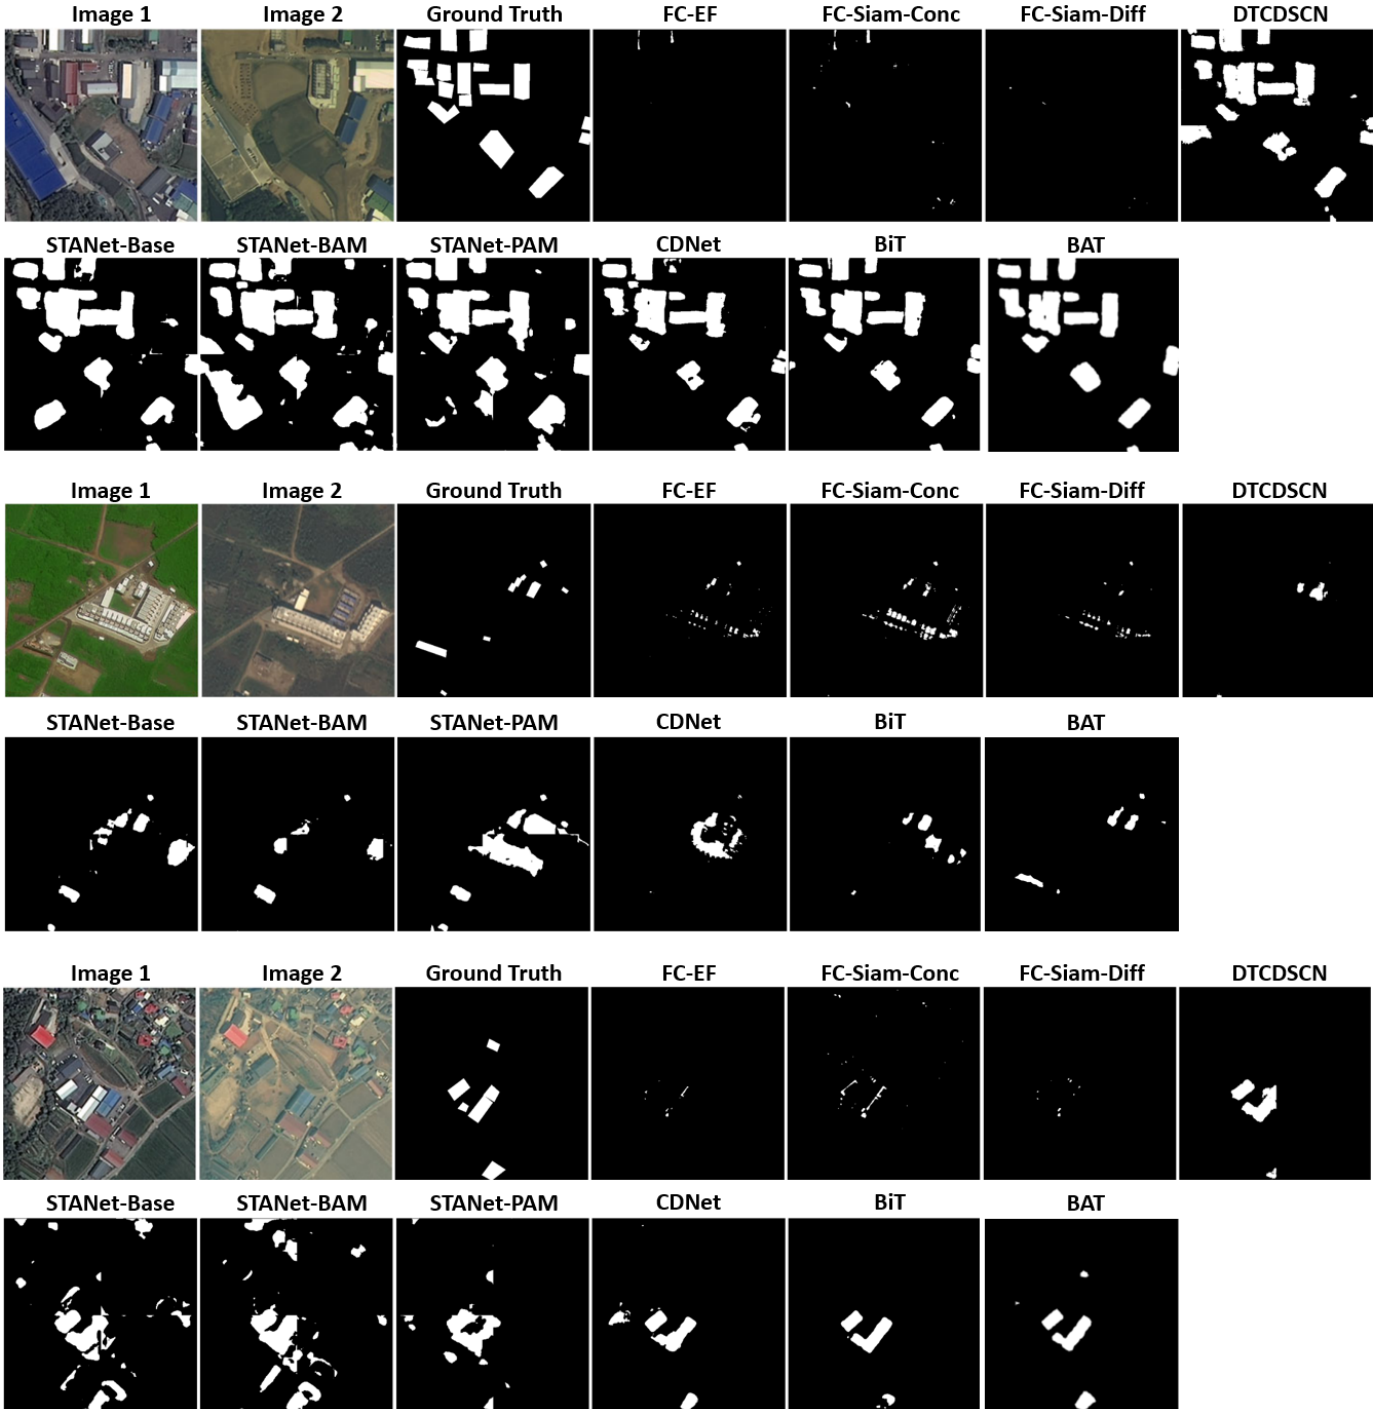 Image 1 Image 2 Ground Truth FC-EF FC-Siam-Conc FC-Siam-Diff DTCDSCN
STANet-Base STANet-BAM STANet-PAM CDNet BiT BAT
Image 1 Image 2 Ground Truth FC-EF FC-Siam-Conc FC-Siam-Diff DTCDSCN
STANet-Base STANet-BAM STANet-PAM CDNet BiT BAT
Image 1 Image 2 Ground Truth FC-EF FC-Siam-Conc FC-Siam-Diff DTCDSCN
STANet-Base STANet-BAM STANet-PAM CDNet BiT BAT